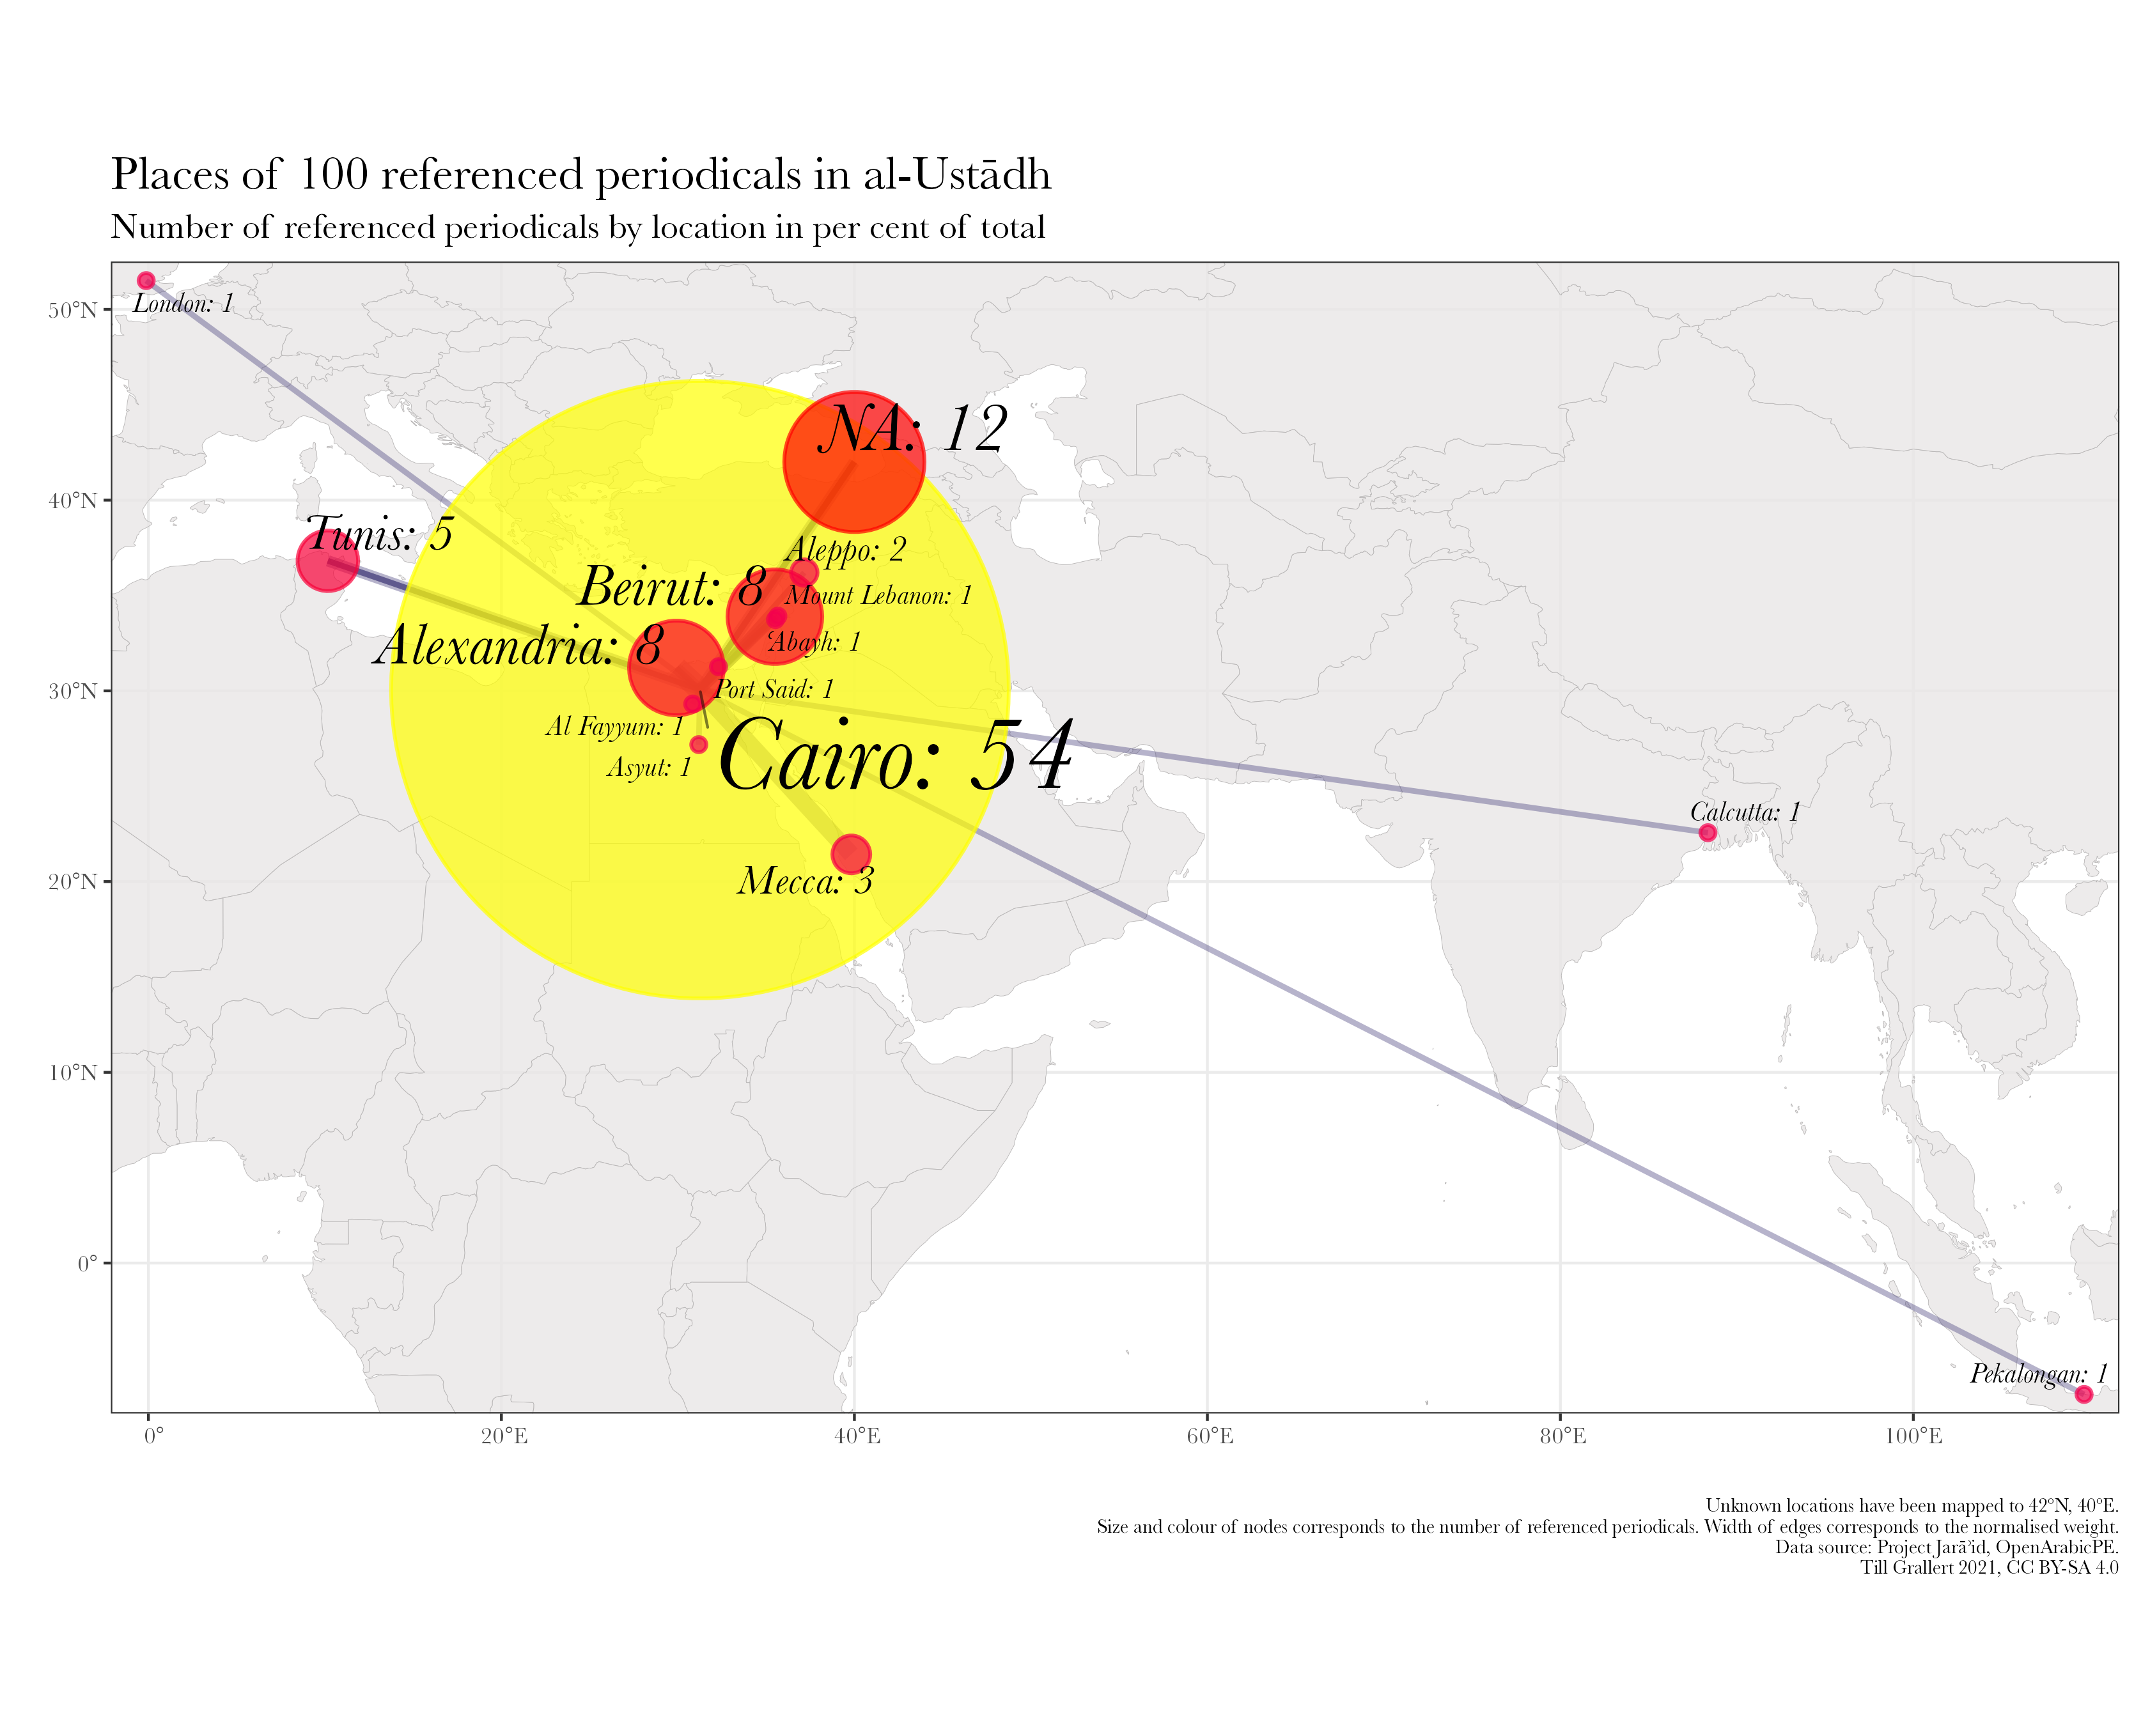 Places of 100 referenced periodicals in al-Ustādh
Number of referenced periodicals by location in per cent of total
50°N
40°N
30°N
20°N
10°N
0°
London: 1
NA: 12
Tunis: 5
Aleppo: 2
Beirut: 8
Mount Lebanon: 1
Alexandria: 8
ʿAbayh: 1
Port Said: 1
Al Fayyum: 1
Cairo: 54
Asyut: 1
Calcutta: 1
Mecca: 3
Pekalongan: 1
0°
20°E
40°E
60°E
80°E
100°E
Unknown locations have been mapped to 42°N, 40°E.
Size and colour of nodes corresponds to the number of referenced periodicals. Width of edges corresponds to the normalised weight.
Data source: Project Jarāʾid, OpenArabicPE.
Till Grallert 2021, CC BY-SA 4.0